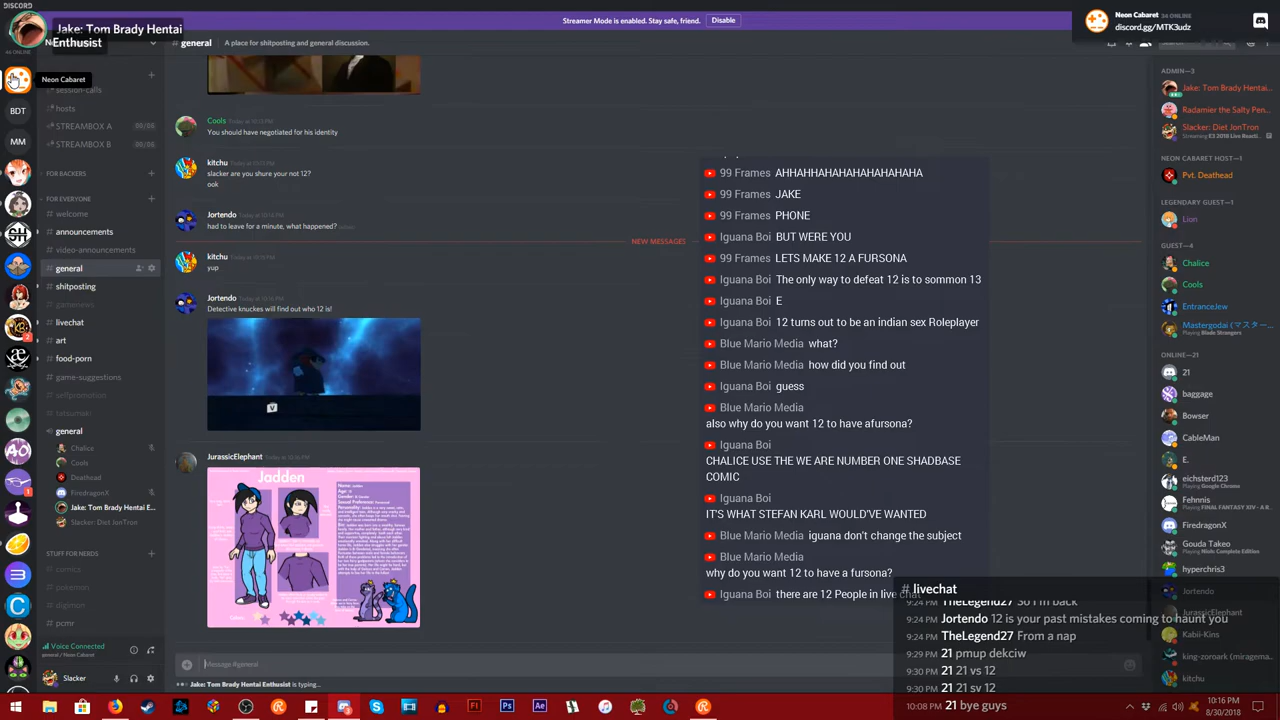 DISCORD
Jake: Tom Brady Hentai
Enthusist
Streamer Mode is enabled. Stay safe, friend.
Disable
Neon Cabaret 34 ONLINE
discord.gg/MTK3udz
Neon Cabaret
# general
A place for shitposting and general discussion.
session-calls
hosts
STREAMBOX A 00/06
STREAMBOX B 00/06
FOR BACKERS
FOR EVERYONE
# welcome
# announcements
# video-announcements
# general
# shitposting
# gamenews
# livechat
# art
# food-porn
# game-suggestions
# selfpromotion
# tatsumaki
general
Chalice
Cools
Deathead
FiredragonX
Jake: Tom Brady Hentai E...
Slacker: Diet JonTron
STUFF FOR NERDS
# comics
# pokemon
# digimon
# pcmr
Voice Connected
general / Neon Cabaret
Slacker
BDT
MM
Cools Today at 10:13 PM
You should have negotiated for his identity
kitchu
slacker are you shure your not 12?
ook
Jortendo Today at 10:14 PM
had to leave for a minute, what happened?
NEW MESSAGES
kitchu Today at 10:15 PM
yup
Jortendo Today at 10:16 PM
Detective knuckes will find out who 12 is!
JurassicElephant Today at 10:16 PM
Jadden
Message #general
Jake: Tom Brady Hentai Enthusist is typing...
99 Frames AHHAHHAHAHAHAHAHAHA
99 Frames JAKE
99 Frames PHONE
Iguana Boi BUT WERE YOU
99 Frames LETS MAKE 12 A FURSONA
Iguana Boi The only way to defeat 12 is to sommon 13
Iguana Boi E
Iguana Boi 12 turns out to be an indian sex Roleplayer
Blue Mario Media what?
Blue Mario Media how did you find out
Iguana Boi guess
Blue Mario Media
also why do you want 12 to have afursona?
Iguana Boi
CHALICE USE THE WE ARE NUMBER ONE SHADBASE
COMIC
Iguana Boi
IT'S WHAT STEFAN KARL WOULD'VE WANTED
Blue Mario Media iguana don't change the subject
Blue Mario Media
why do you want 12 to have a fursona?
Iguana Boi there are 12 People in live chat
# livechat
9:24 PM TheLegend27 So I'm back
9:24 PM Jortendo 12 is your past mistakes coming to haunt you
9:24 PM TheLegend27 From a nap
9:29 PM 21 pmup dekciw
9:30 PM 21 21 vs 12
9:30 PM 21 21 sv 12
10:08 PM 21 bye guys
ADMIN—3
Jake: Tom Brady Hentai...
Radamier the Salty Pen...
Slacker: Diet JonTron
Streaming E3 2018 Live Reacti...
NEON CABARET HOST—1
Pvt. Deathead
LEGENDARY GUEST—1
Lion
GUEST—4
Chalice
Cools
EntranceJew
Mastergodai (マスター...
Playing Blade Strangers
ONLINE—21
21
baggage
Bowser
CableMan
E.
eichsterd123
Playing Google Chrome
Fehnnis
Playing FINAL FANTASY XIV - A R...
FiredragonX
Gouda Takeo
Playing Nioh: Complete Edition
hyperchris3
Jortendo
JurassicElephant
Kabii-Kins
king-zoroark (miragema...
kitchu
10:16 PM
8/30/2018